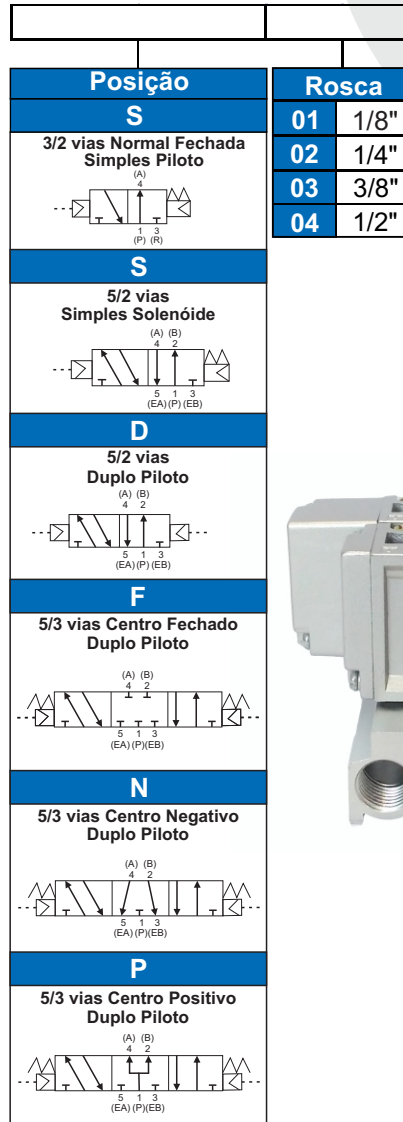 Posição
S
3/2 vias Normal Fechada
Simples Piloto
(A)
4
1 3
(P) (R)
S
5/2 vias
Simples Solenóide
(A) (B)
4 2
5 1 3
(EA) (P) (EB)
D
5/2 vias
Duplo Piloto
(A) (B)
4 2
5 1 3
(EA) (P) (EB)
F
5/3 vias Centro Fechado
Duplo Piloto
(A) (B)
4 2
5 1 3
(EA) (P)(EB)
N
5/3 vias Centro Negativo
Duplo Piloto
(A) (B)
4 2
5 1 3
(EA) (P)(EB)
P
5/3 vias Centro Positivo
Duplo Piloto
(A) (B)
4 2
5 1 3
(EA) (P)(EB)
Rosca
01 1/8"
02 1/4"
03 3/8"
04 1/2"